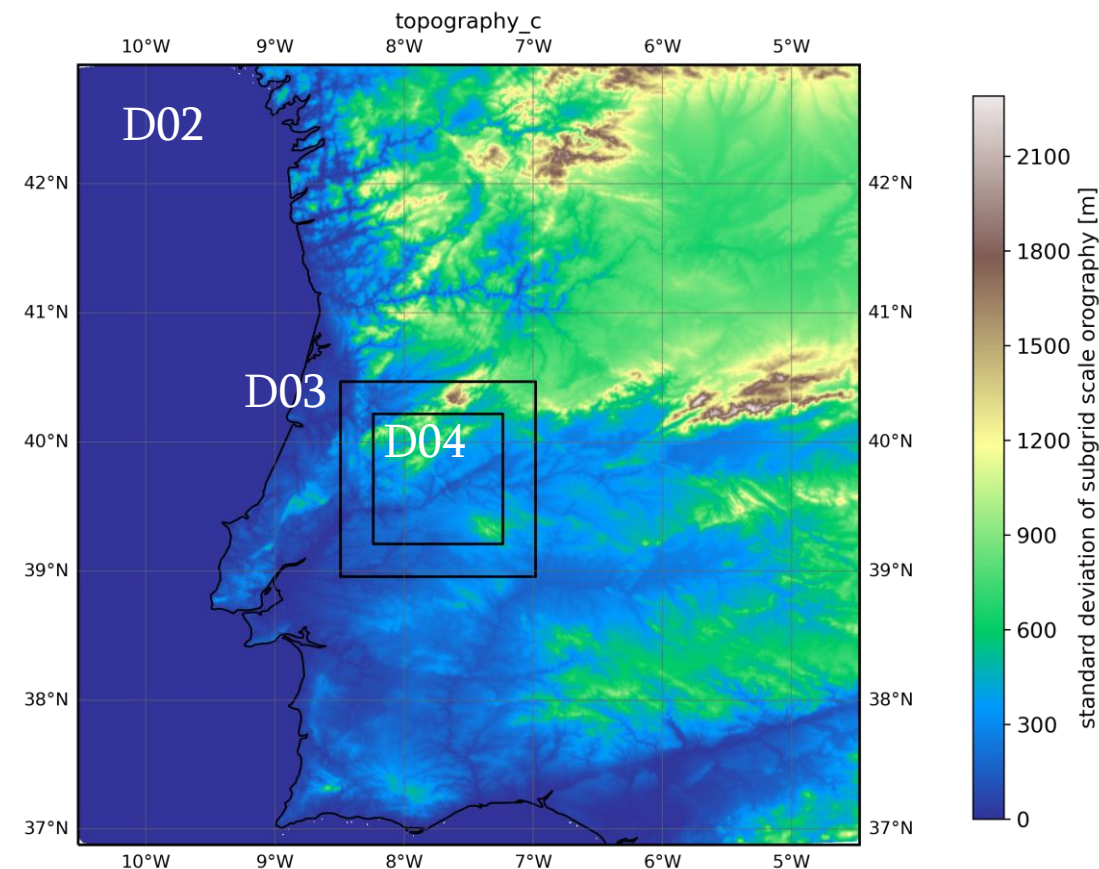 topography_c
10°W 9°W 8°W 7°W 6°W 5°W
D02
42°N 42°N
41°N 41°N
D03
D04
40°N 40°N
39°N 39°N
38°N 38°N
37°N 37°N
10°W 9°W 8°W 7°W 6°W 5°W
2100
1800
1500
1200
900
600
300
0
standard deviation of subgrid scale orography [m]